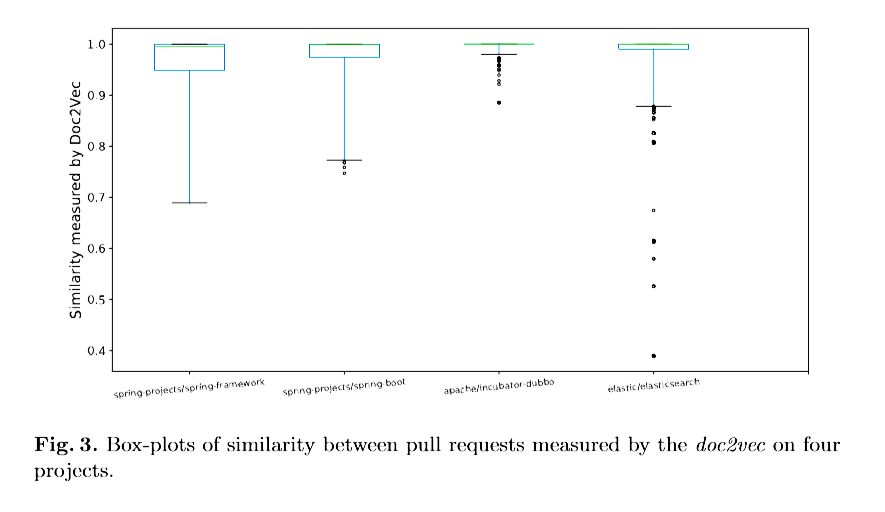 1.0
0.9
0.8
0.7
0.6
0.5
0.4
Similarity measured by Doc2Vec
spring-projects/spring-framework
spring-projects/spring-boot
apache/incubator-dubbo
elastic/elasticsearch
Fig. 3. Box-plots of similarity between pull requests measured by the doc2vec on four
projects.